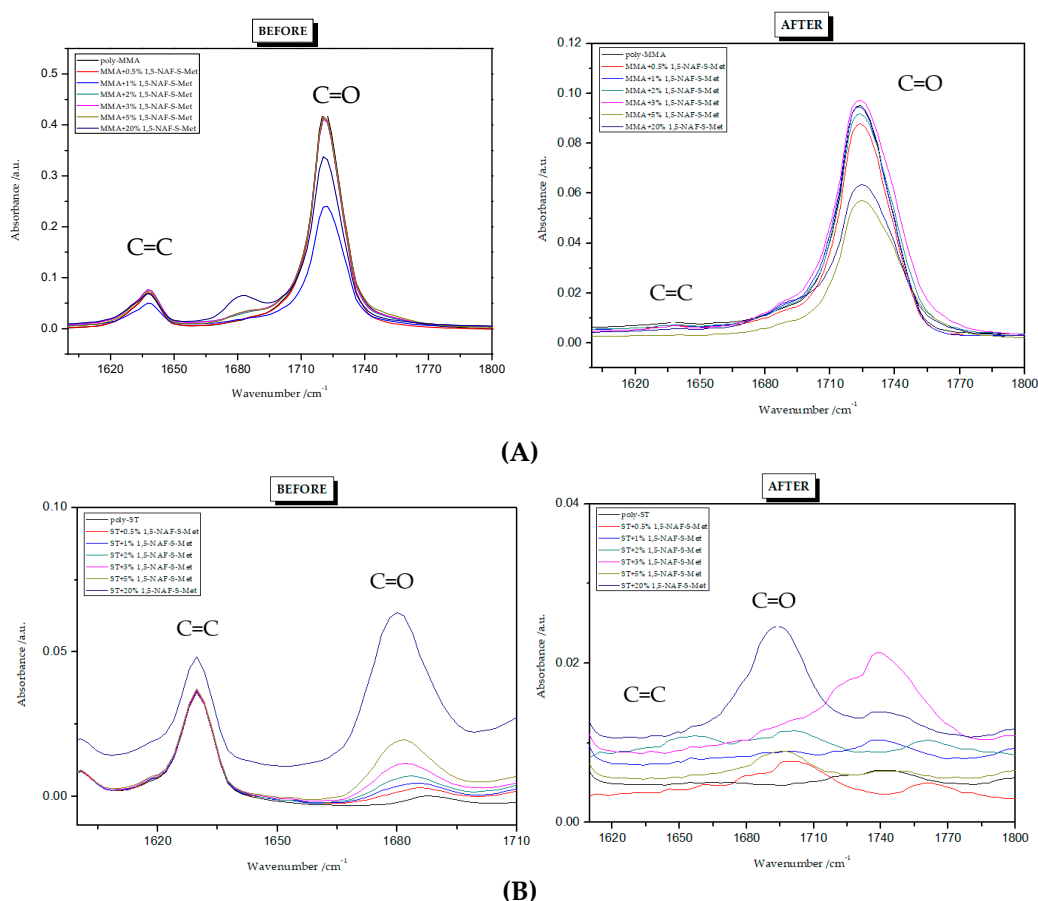 BEFORE
poly-MMA
MMA+0.5% 1,5-NAF-S-Met
MMA+1% 1,5-NAF-S-Met
MMA+2% 1,5-NAF-S-Met
MMA+3% 1,5-NAF-S-Met
MMA+5% 1,5-NAF-S-Met
MMA+20% 1,5-NAF-S-Met
C=O
C=C
0.5
0.4
0.3
0.2
0.1
0.0
Absorbance /a.u.
1620 1650 1680 1710 1740 1770 1800
Wavenumber /cm⁻¹
AFTER
poly-MMA
MMA+0.5% 1,5-NAF-S-Met
MMA+1% 1,5-NAF-S-Met
MMA+2% 1,5-NAF-S-Met
MMA+3% 1,5-NAF-S-Met
MMA+5% 1,5-NAF-S-Met
MMA+20% 1,5-NAF-S-Met
C=O
C=C
0.12
0.10
0.08
0.06
0.04
0.02
0.00
Absorbance /a.u.
1620 1650 1680 1710 1740 1770 1800
Wavenumber /cm⁻¹
(A)
BEFORE
poly-ST
ST+0.5% 1,5-NAF-S-Met
ST+1% 1,5-NAF-S-Met
ST+2% 1,5-NAF-S-Met
ST+3% 1,5-NAF-S-Met
ST+5% 1,5-NAF-S-Met
ST+20% 1,5-NAF-S-Met
C=O
C=C
0.10
0.05
0.00
Absorbance /a.u.
1620 1650 1680 1710
Wavenumber /cm⁻¹
AFTER
poly-ST
ST+0.5% 1,5-NAF-S-Met
ST+1% 1,5-NAF-S-Met
ST+2% 1,5-NAF-S-Met
ST+3% 1,5-NAF-S-Met
ST+5% 1,5-NAF-S-Met
ST+20% 1,5-NAF-S-Met
C=O
C=C
0.04
0.02
0.00
Absorbance /a.u.
1620 1650 1680 1710 1740 1770 1800
Wavenumber /cm⁻¹
(B)